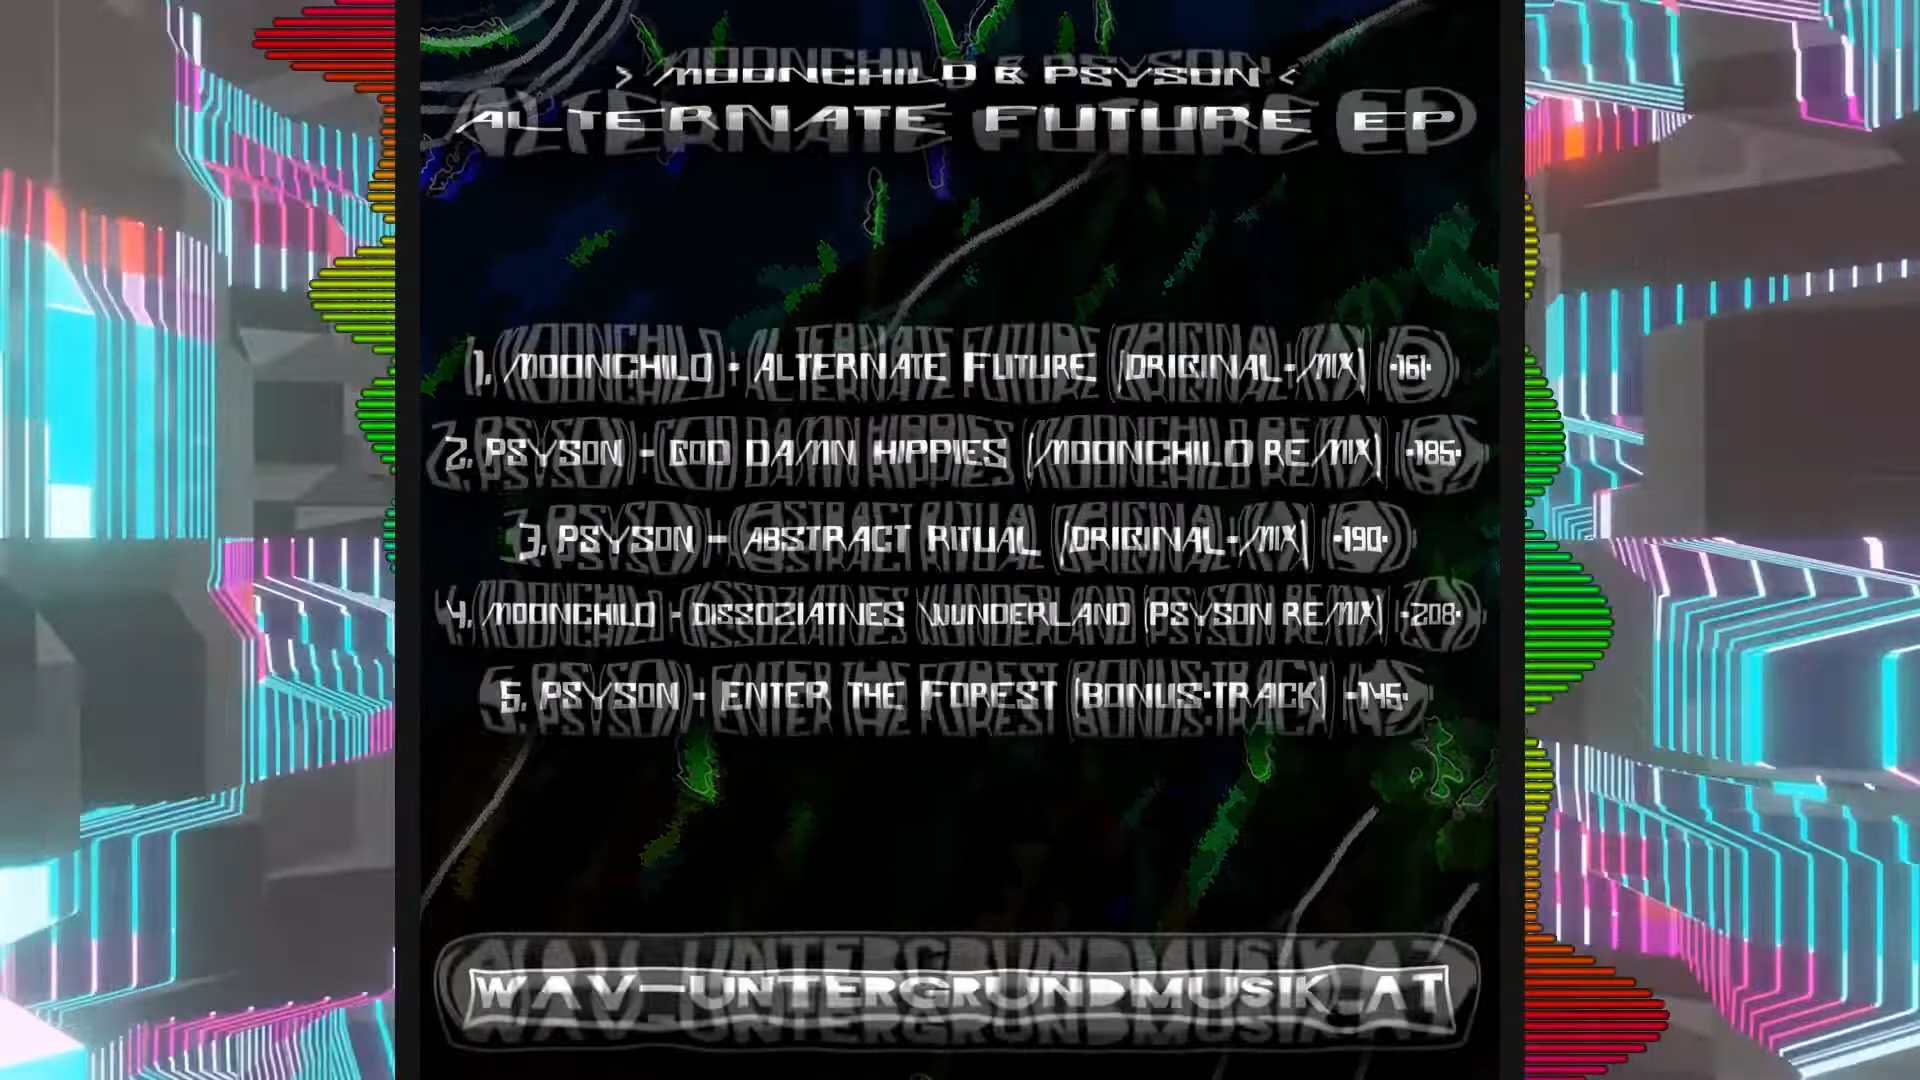 > MOONCHILD & PSYSON <
ALTERNATE FUTURE EP
1. MOONCHILD - ALTERNATE FUTURE (ORIGINAL-MIX) •161•
2. PSYSON - GOD DAMN HIPPIES (MOONCHILD REMIX) •185•
3. PSYSON - ABSTRACT RITUAL (ORIGINAL-MIX) •190•
4. MOONCHILD - DISSOZIATIVES WUNDERLAND (PSYSON REMIX) •208•
5. PSYSON - ENTER THE FOREST (BONUS-TRACK) •145•
WAV-UNTERGRUNDMUSIK_AT